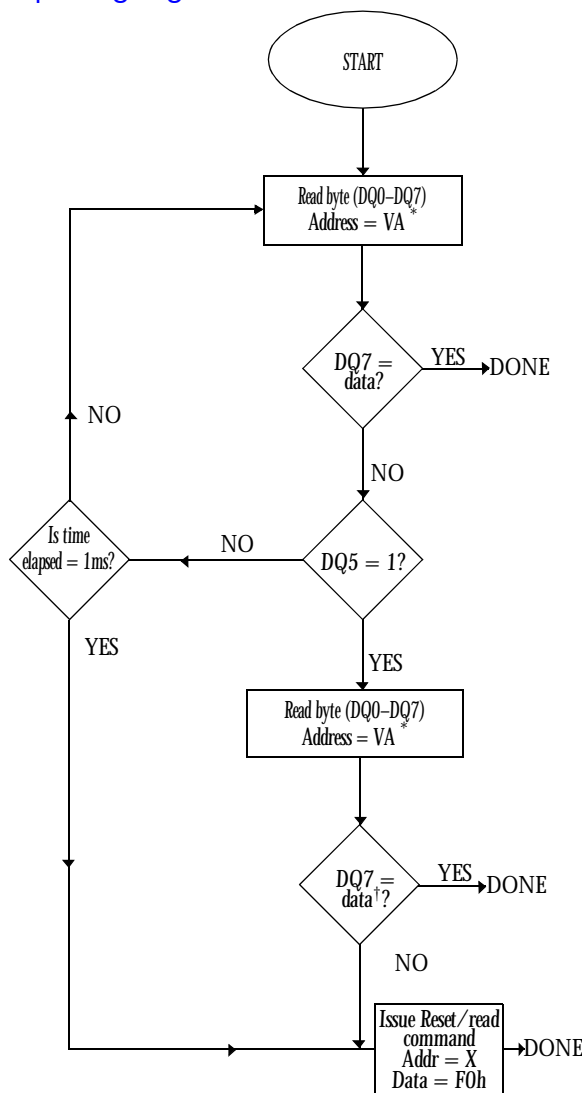 START
Read byte (DQ0–DQ7)
Address = VA *
DQ7 =
data?
YES
DONE
NO
NO
Is time
elapsed = 1ms?
NO
DQ5 = 1?
YES
YES
Read byte (DQ0–DQ7)
Address = VA *
DQ7 =
data†?
YES
DONE
NO
Issue Reset/read
command
Addr = X
Data = F0h
DONE